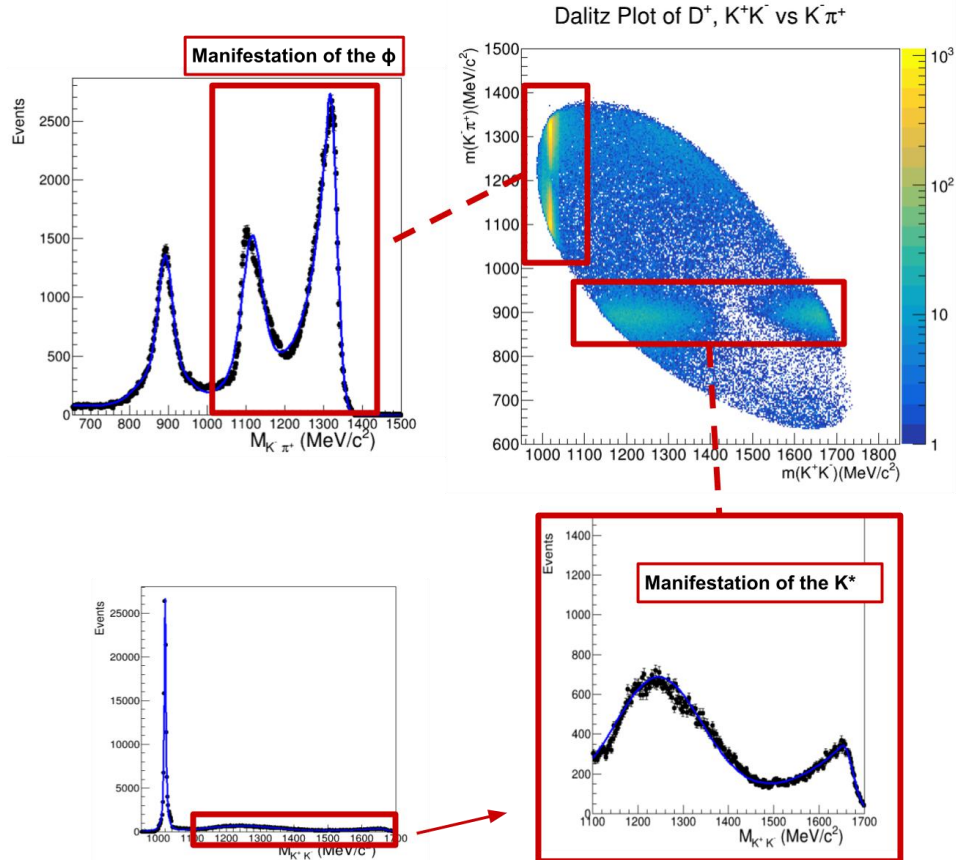 Dalitz Plot of D⁺, K⁺K⁻ vs K⁻π⁺
Manifestation of the ϕ
Events
2500
2000
1500
1000
500
0
700 800 900 1000 1100 1200 1300 1400 1500
M_{K⁻π⁺} (MeV/c2)
m(K⁻π⁺)(MeV/c²)
1500
1400
1300
1200
1100
1000
900
800
700
600
1000 1100 1200 1300 1400 1500 1600 1700 1800
m(K⁺K⁻)(MeV/c²)
10³
10²
10
1
Events
25000
20000
15000
10000
5000
0
1000 1100 1200 1300 1400 1500 1600 1700
M_{K⁺K⁻} (MeV/c2)
Events
Manifestation of the K*
1400
1200
1000
800
600
400
200
0
1100 1200 1300 1400 1500 1600 1700
M_{K⁺K⁻} (MeV/c2)